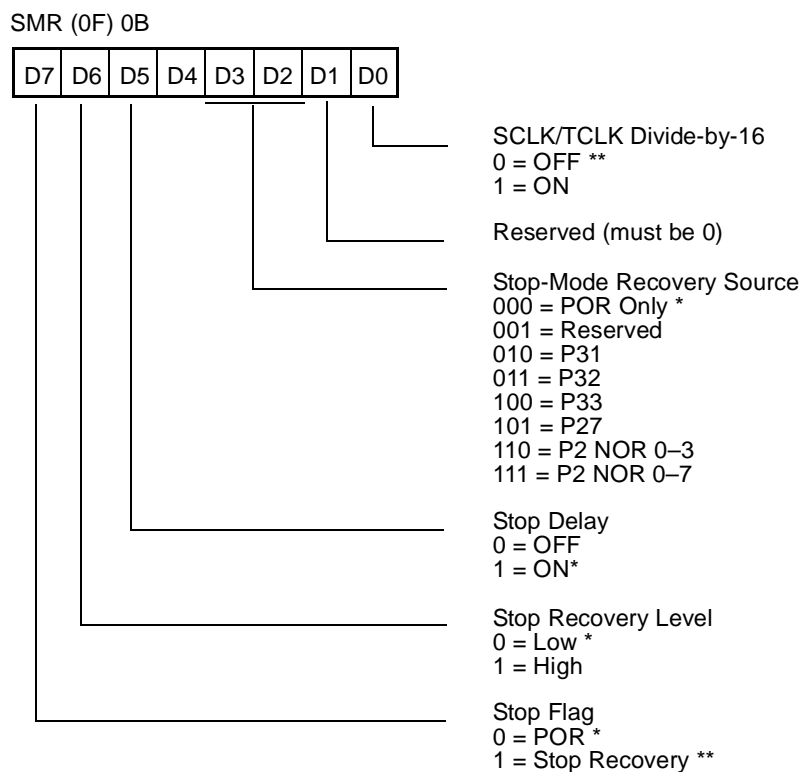 SMR (0F) 0B
D7 D6 D5 D4 D3 D2 D1 D0
SCLK/TCLK Divide-by-16
0 = OFF **
1 = ON
Reserved (must be 0)
Stop-Mode Recovery Source
000 = POR Only *
001 = Reserved
010 = P31
011 = P32
100 = P33
101 = P27
110 = P2 NOR 0–3
111 = P2 NOR 0–7
Stop Delay
0 = OFF
1 = ON*
Stop Recovery Level
0 = Low *
1 = High
Stop Flag
0 = POR *
1 = Stop Recovery **